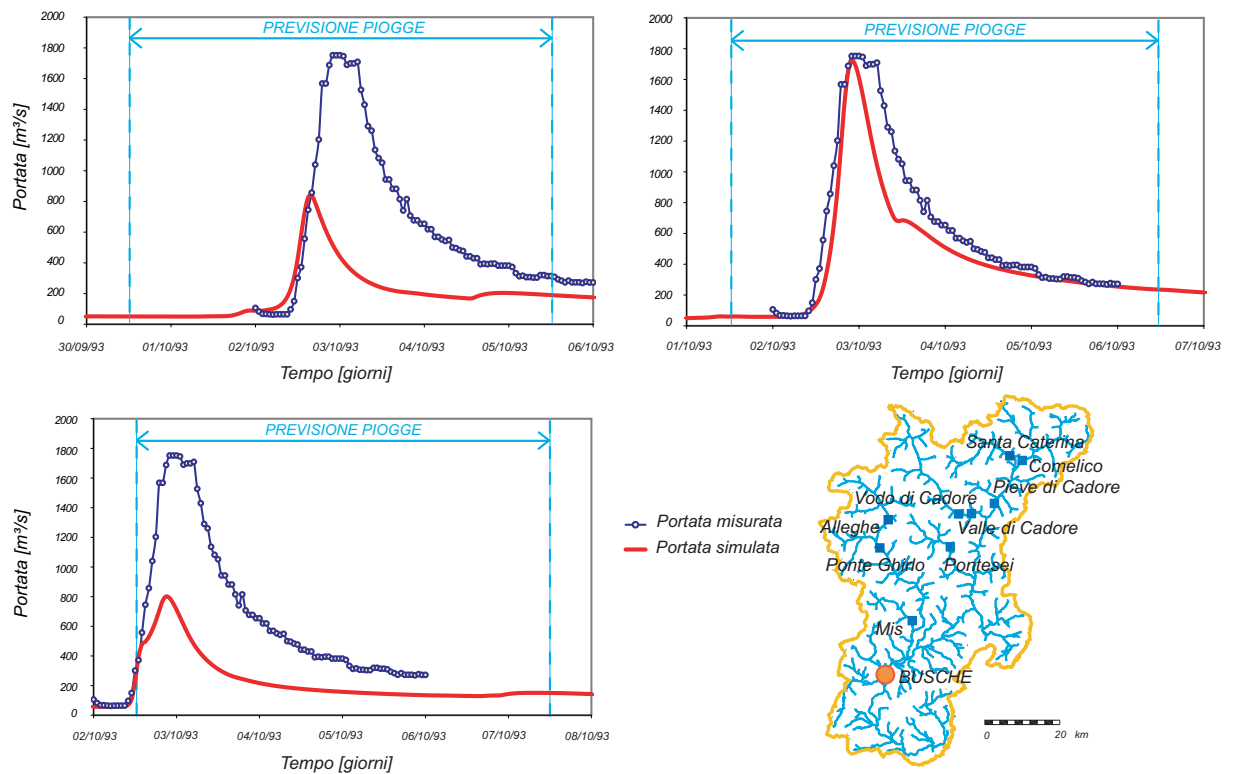 PREVISIONE PIOGGE
2000
1800
1600
1400
1200
1000
800
600
400
200
0
Portata [m³/s]
30/09/93 01/10/93 02/10/93 03/10/93 04/10/93 05/10/93 06/10/93
Tempo [giorni]
PREVISIONE PIOGGE
2000
1800
1600
1400
1200
1000
800
600
400
200
0
01/10/93 02/10/93 03/10/93 04/10/93 05/10/93 06/10/93 07/10/93
Tempo [giorni]
PREVISIONE PIOGGE
2000
1800
1600
1400
1200
1000
800
600
400
200
0
Portata [m³/s]
02/10/93 03/10/93 04/10/93 05/10/93 06/10/93 07/10/93 08/10/93
Tempo [giorni]
Portata misurata
Portata simulata
Santa Caterina
Comelico
Pieve di Cadore
Vodo di Cadore
Alleghe
Valle di Cadore
Ponte Ghirlo
Pontesei
Mis
BUSCHE
0 20 km